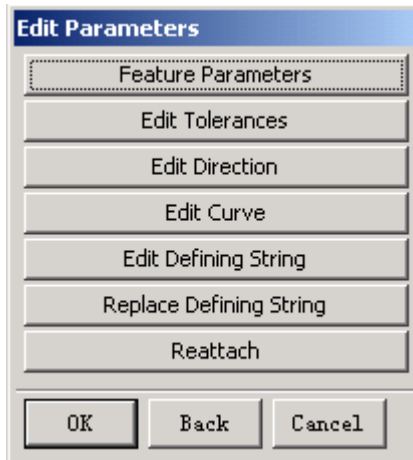 Edit Parameters
Feature Parameters
Edit Tolerances
Edit Direction
Edit Curve
Edit Defining String
Replace Defining String
Reattach
OK Back Cancel